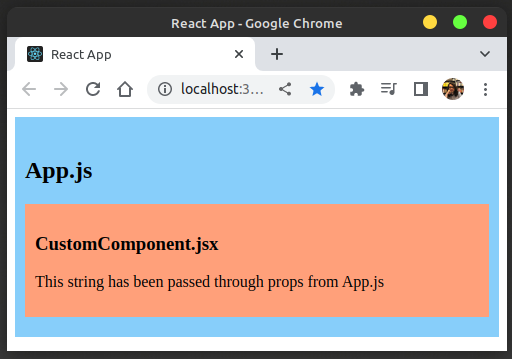 React App - Google Chrome
React App
localhost:3...
App.js
CustomComponent.jsx
This string has been passed through props from App.js